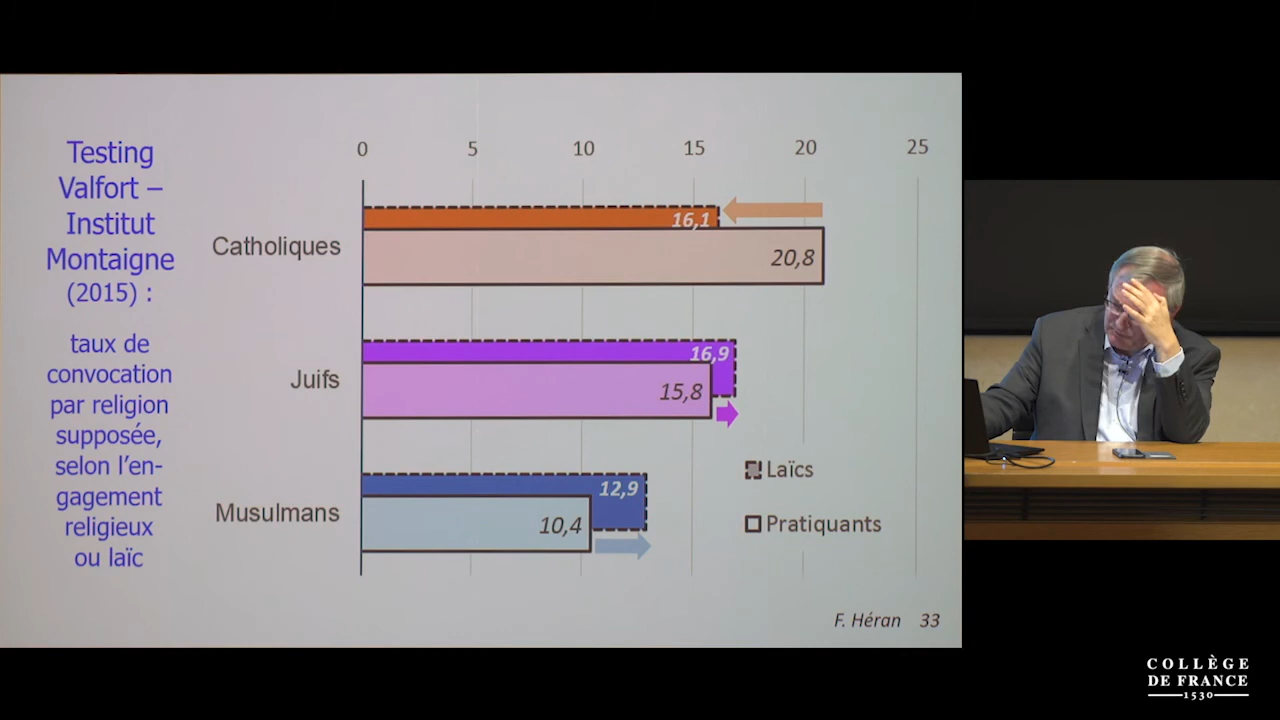 Testing
Valfort –
Institut
Montaigne
(2015) :
taux de
convocation
par religion
supposée,
selon l'en-
gagement
religieux
ou laïc
0 5 10 15 20 25
Catholiques
16,1
20,8
Juifs
16,9
15,8
Musulmans
12,9
10,4
Laïcs
Pratiquants
F. Héran 33
COLLÈGE
DE FRANCE
1530